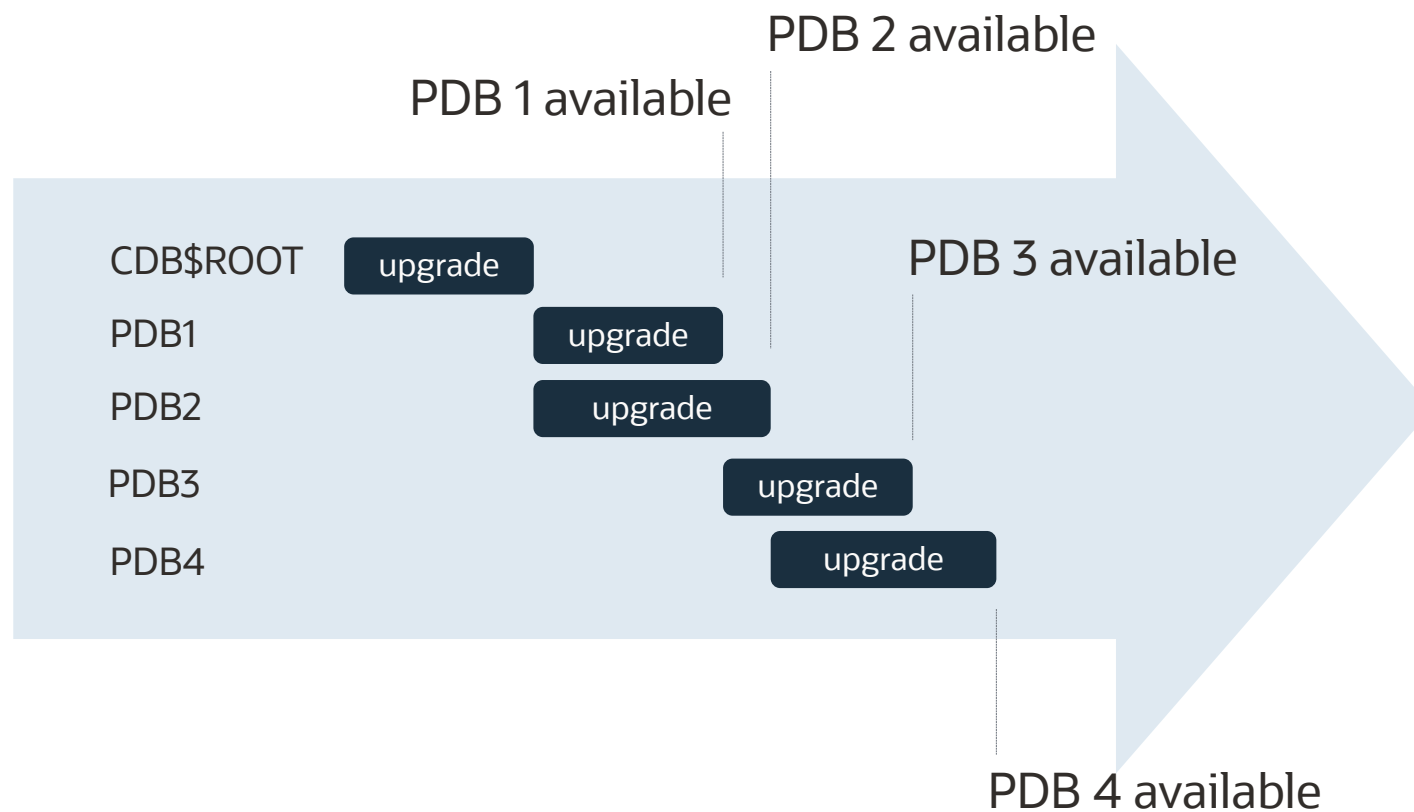 PDB 2 available
PDB 1 available
CDB$ROOT
upgrade
PDB 3 available
PDB1
upgrade
PDB2
upgrade
PDB3
upgrade
PDB4
upgrade
PDB 4 available